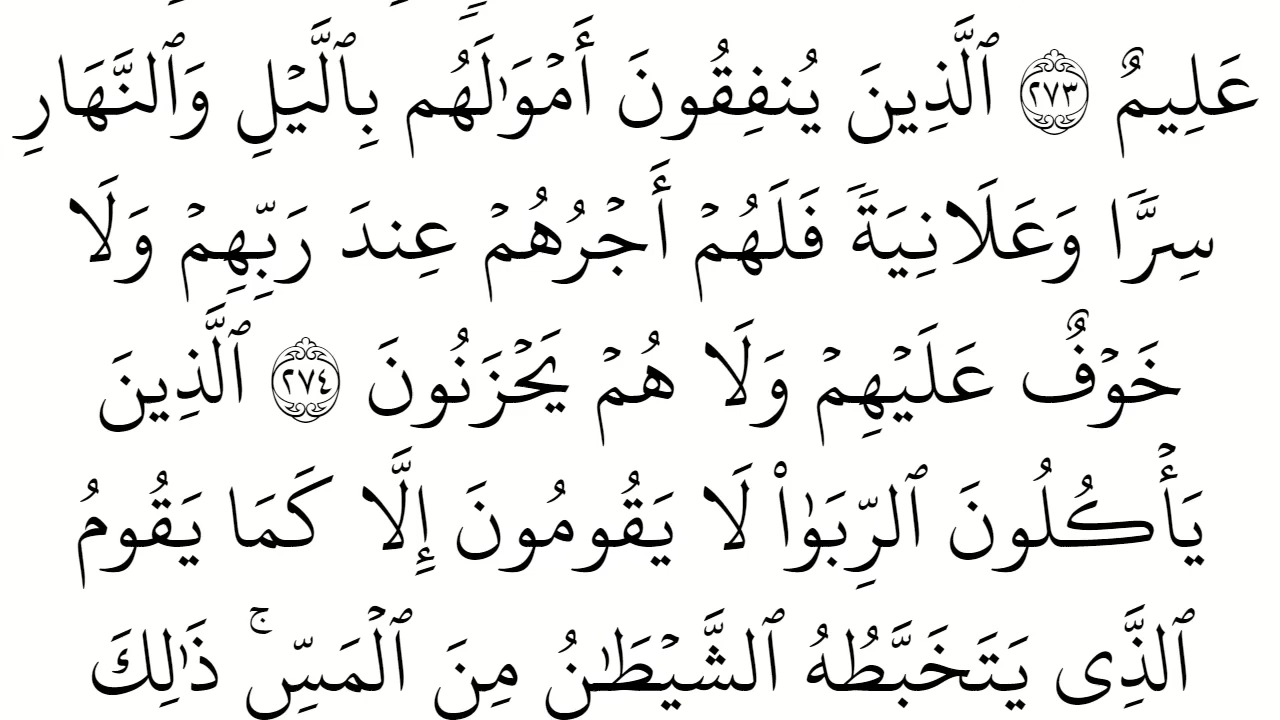 عَلِيمٌ ٢٧٣ ٱلَّذِينَ يُنفِقُونَ أَمۡوَٰلَهُم بِٱلَّيۡلِ وَٱلنَّهَارِ
سِرّٗا وَعَلَانِيَةٗ فَلَهُمۡ أَجۡرُهُمۡ عِندَ رَبِّهِمۡ وَلَا
خَوۡفٌ عَلَيۡهِمۡ وَلَا هُمۡ يَحۡزَنُونَ ٢٧٤ ٱلَّذِينَ
يَأۡكُلُونَ ٱلرِّبَوٰاْ لَا يَقُومُونَ إِلَّا كَمَا يَقُومُ
ٱلَّذِي يَتَخَبَّطُهُ ٱلشَّيۡطَٰنُ مِنَ ٱلۡمَسِّۚ ذَٰلِكَ